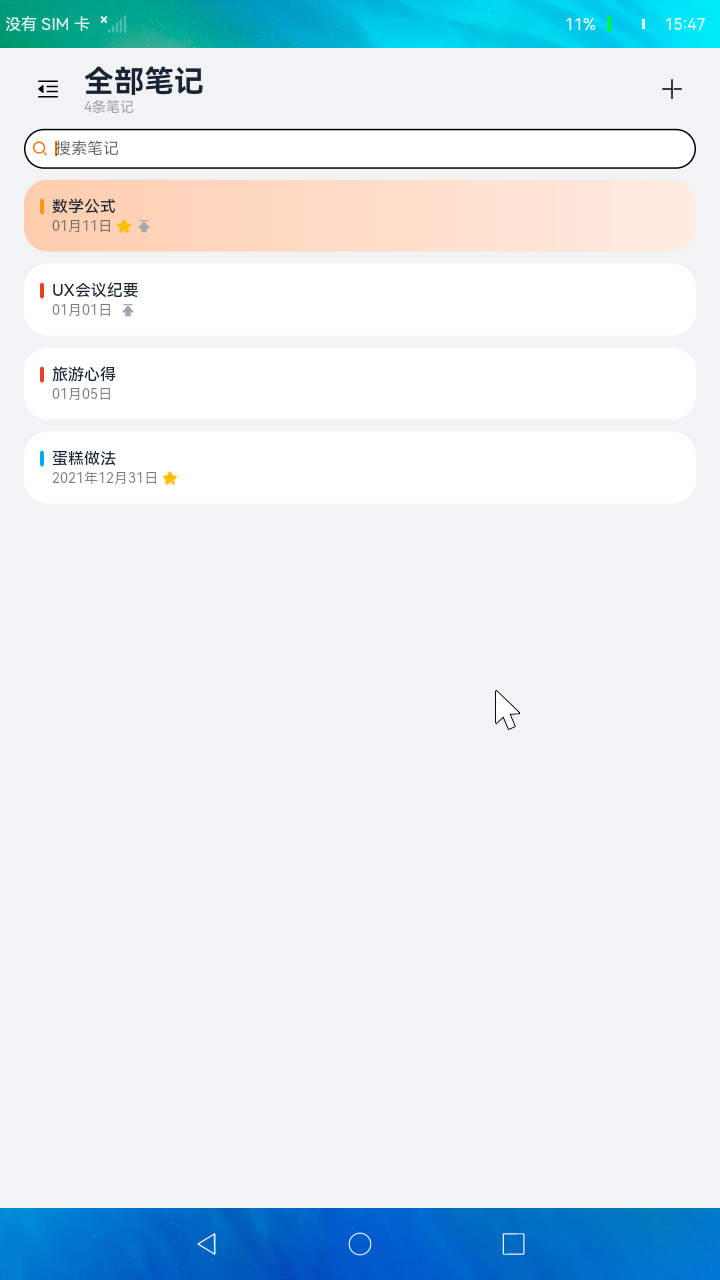 没有 SIM 卡
11%
15:47
全部笔记
4条笔记
搜索笔记
数学公式
01月11日
UX会议纪要
01月01日
旅游心得
01月05日
蛋糕做法
2021年12月31日